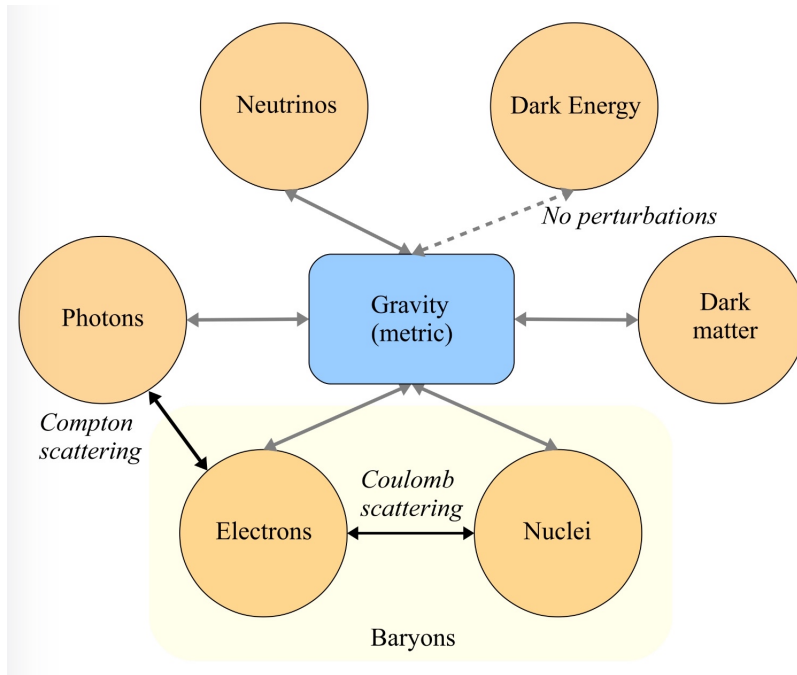 Neutrinos
Dark Energy
No perturbations
Photons
Gravity
(metric)
Dark
matter
Compton
scattering
Coulomb
scattering
Electrons
Nuclei
Baryons